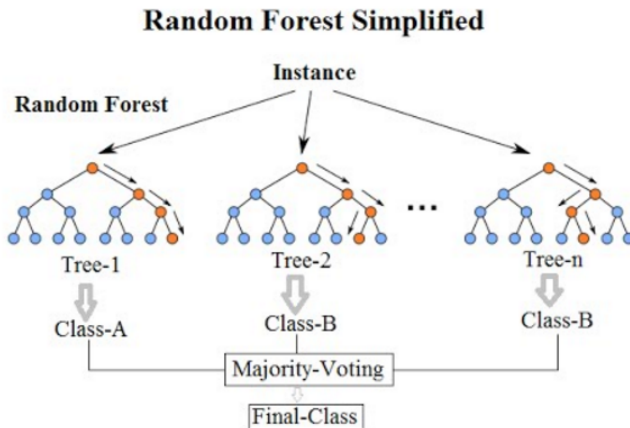 Random Forest Simplified
Instance
Random Forest
...
Tree-1
Tree-2
Tree-n
Class-A
Class-B
Class-B
Majority-Voting
Final-Class